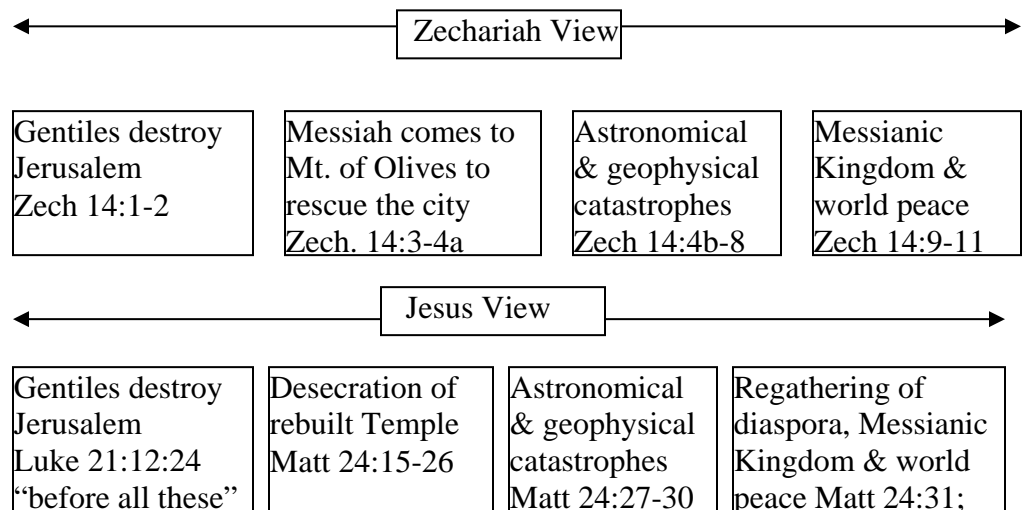 Zechariah View
Gentiles destroy
Jerusalem
Zech 14:1-2
Messiah comes to
Mt. of Olives to
rescue the city
Zech. 14:3-4a
Astronomical
& geophysical
catastrophes
Zech 14:4b-8
Messianic
Kingdom &
world peace
Zech 14:9-11
Jesus View
Gentiles destroy
Jerusalem
Luke 21:12:24
“before all these”
Desecration of
rebuilt Temple
Matt 24:15-26
Astronomical
& geophysical
catastrophes
Matt 24:27-30
Regathering of
diaspora, Messianic
Kingdom & world
peace Matt 24:31;